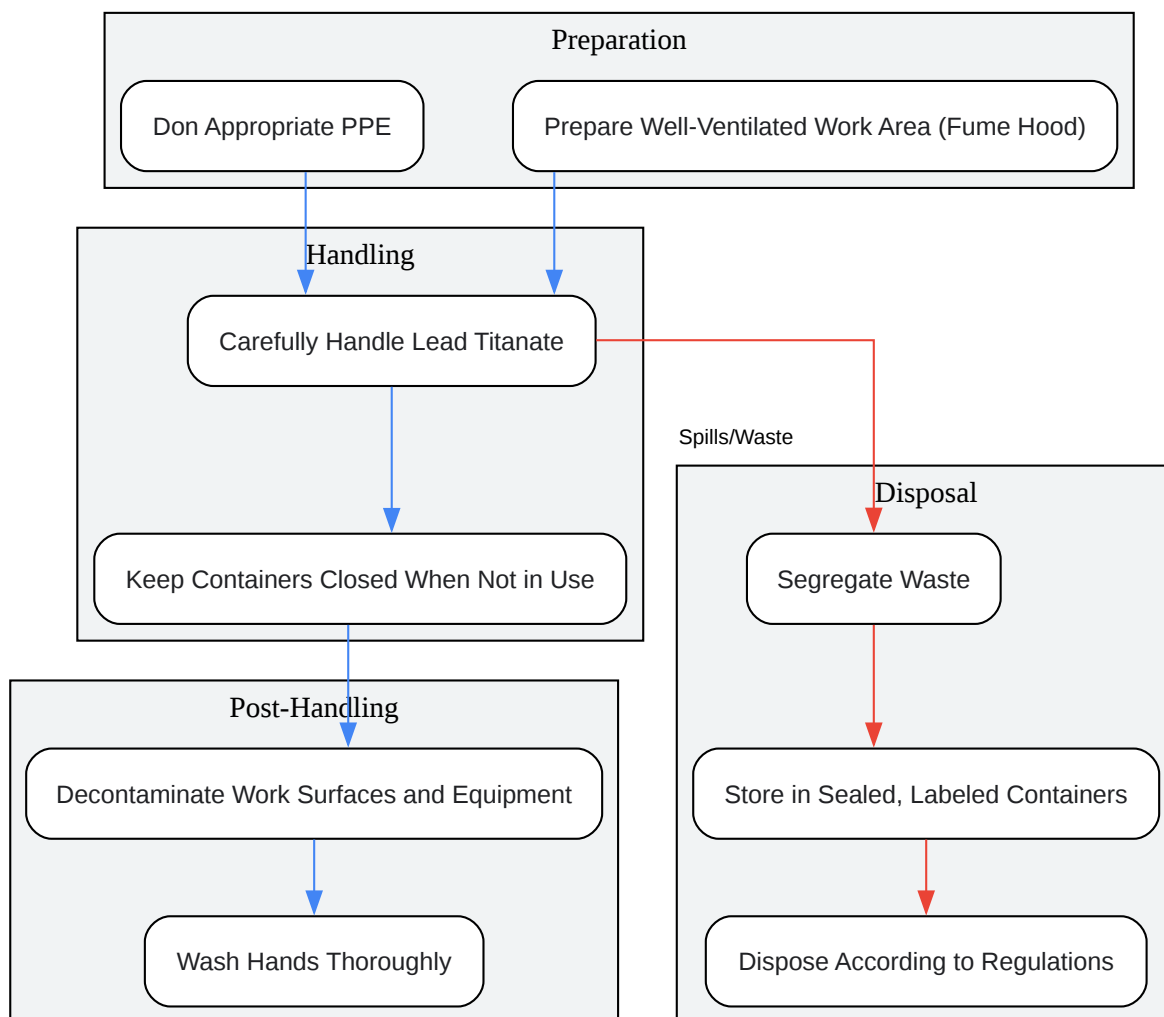 Preparation
Don Appropriate PPE
Prepare Well-Ventilated Work Area (Fume Hood)
Handling
Carefully Handle Lead Titanate
Spills/Waste
Keep Containers Closed When Not in Use
Disposal
Segregate Waste
Post-Handling
Decontaminate Work Surfaces and Equipment
Store in Sealed, Labeled Containers
Wash Hands Thoroughly
Dispose According to Regulations